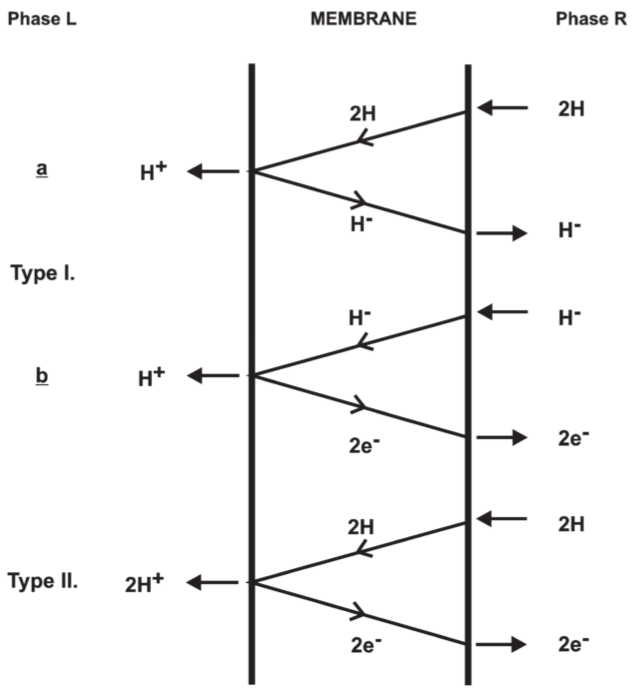 Phase L MEMBRANE Phase R
2H 2H
a H⁺
H⁻ H⁻
Type I.
H⁻ H⁻
b H⁺
2e⁻ 2e⁻
2H 2H
Type II. 2H⁺
2e⁻ 2e⁻